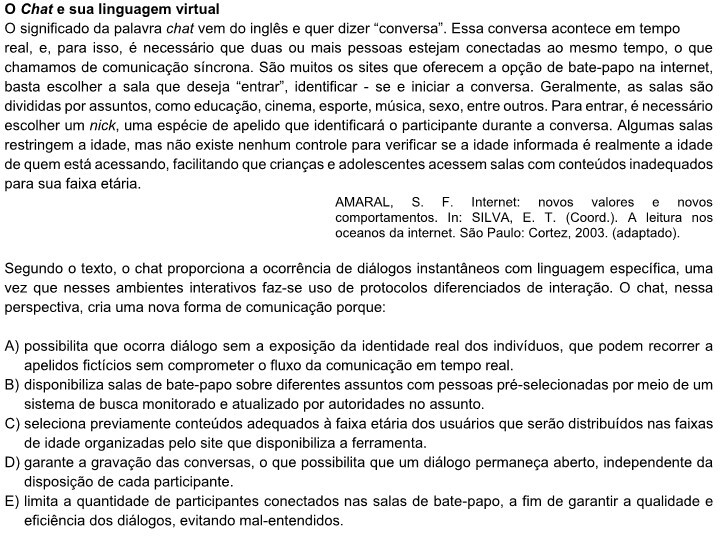 O Chat e sua linguagem virtual
O significado da palavra chat vem do inglês e quer dizer “conversa”. Essa conversa acontece em tempo
real, e, para isso, é necessário que duas ou mais pessoas estejam conectadas ao mesmo tempo, o que
chamamos de comunicação síncrona. São muitos os sites que oferecem a opção de bate-papo na internet,
basta escolher a sala que deseja “entrar”, identificar - se e iniciar a conversa. Geralmente, as salas são
divididas por assuntos, como educação, cinema, esporte, música, sexo, entre outros. Para entrar, é necessário
escolher um nick, uma espécie de apelido que identificará o participante durante a conversa. Algumas salas
restringem a idade, mas não existe nenhum controle para verificar se a idade informada é realmente a idade
de quem está acessando, facilitando que crianças e adolescentes acessem salas com conteúdos inadequados
para sua faixa etária.
AMARAL, S. F. Internet: novos valores e novos
comportamentos. In: SILVA, E. T. (Coord.). A leitura nos
oceanos da internet. São Paulo: Cortez, 2003. (adaptado).
Segundo o texto, o chat proporciona a ocorrência de diálogos instantâneos com linguagem específica, uma
vez que nesses ambientes interativos faz-se uso de protocolos diferenciados de interação. O chat, nessa
perspectiva, cria uma nova forma de comunicação porque:
A) possibilita que ocorra diálogo sem a exposição da identidade real dos indivíduos, que podem recorrer a
apelidos fictícios sem comprometer o fluxo da comunicação em tempo real.
B) disponibiliza salas de bate-papo sobre diferentes assuntos com pessoas pré-selecionadas por meio de um
sistema de busca monitorado e atualizado por autoridades no assunto.
C) seleciona previamente conteúdos adequados à faixa etária dos usuários que serão distribuídos nas faixas
de idade organizadas pelo site que disponibiliza a ferramenta.
D) garante a gravação das conversas, o que possibilita que um diálogo permaneça aberto, independente da
disposição de cada participante.
E) limita a quantidade de participantes conectados nas salas de bate-papo, a fim de garantir a qualidade e
eficiência dos diálogos, evitando mal-entendidos.